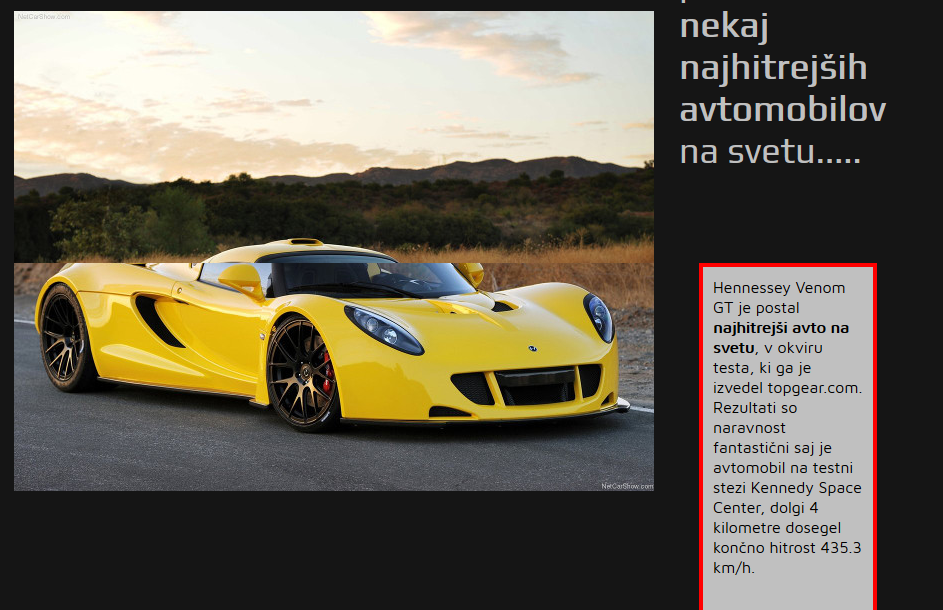 NetCarShow.com
nekaj
najhitrejših
avtomobilov
na svetu.....
Hennessey Venom
GT je postal
najhitrejši avto na
svetu, v okviru
testa, ki ga je
izvedel topgear.com.
Rezultati so
naravnost
fantastični saj je
avtomobil na testni
stezi Kennedy Space
Center, dolgi 4
kilometre dosegel
končno hitrost 435.3
km/h.
NetCarShow.com